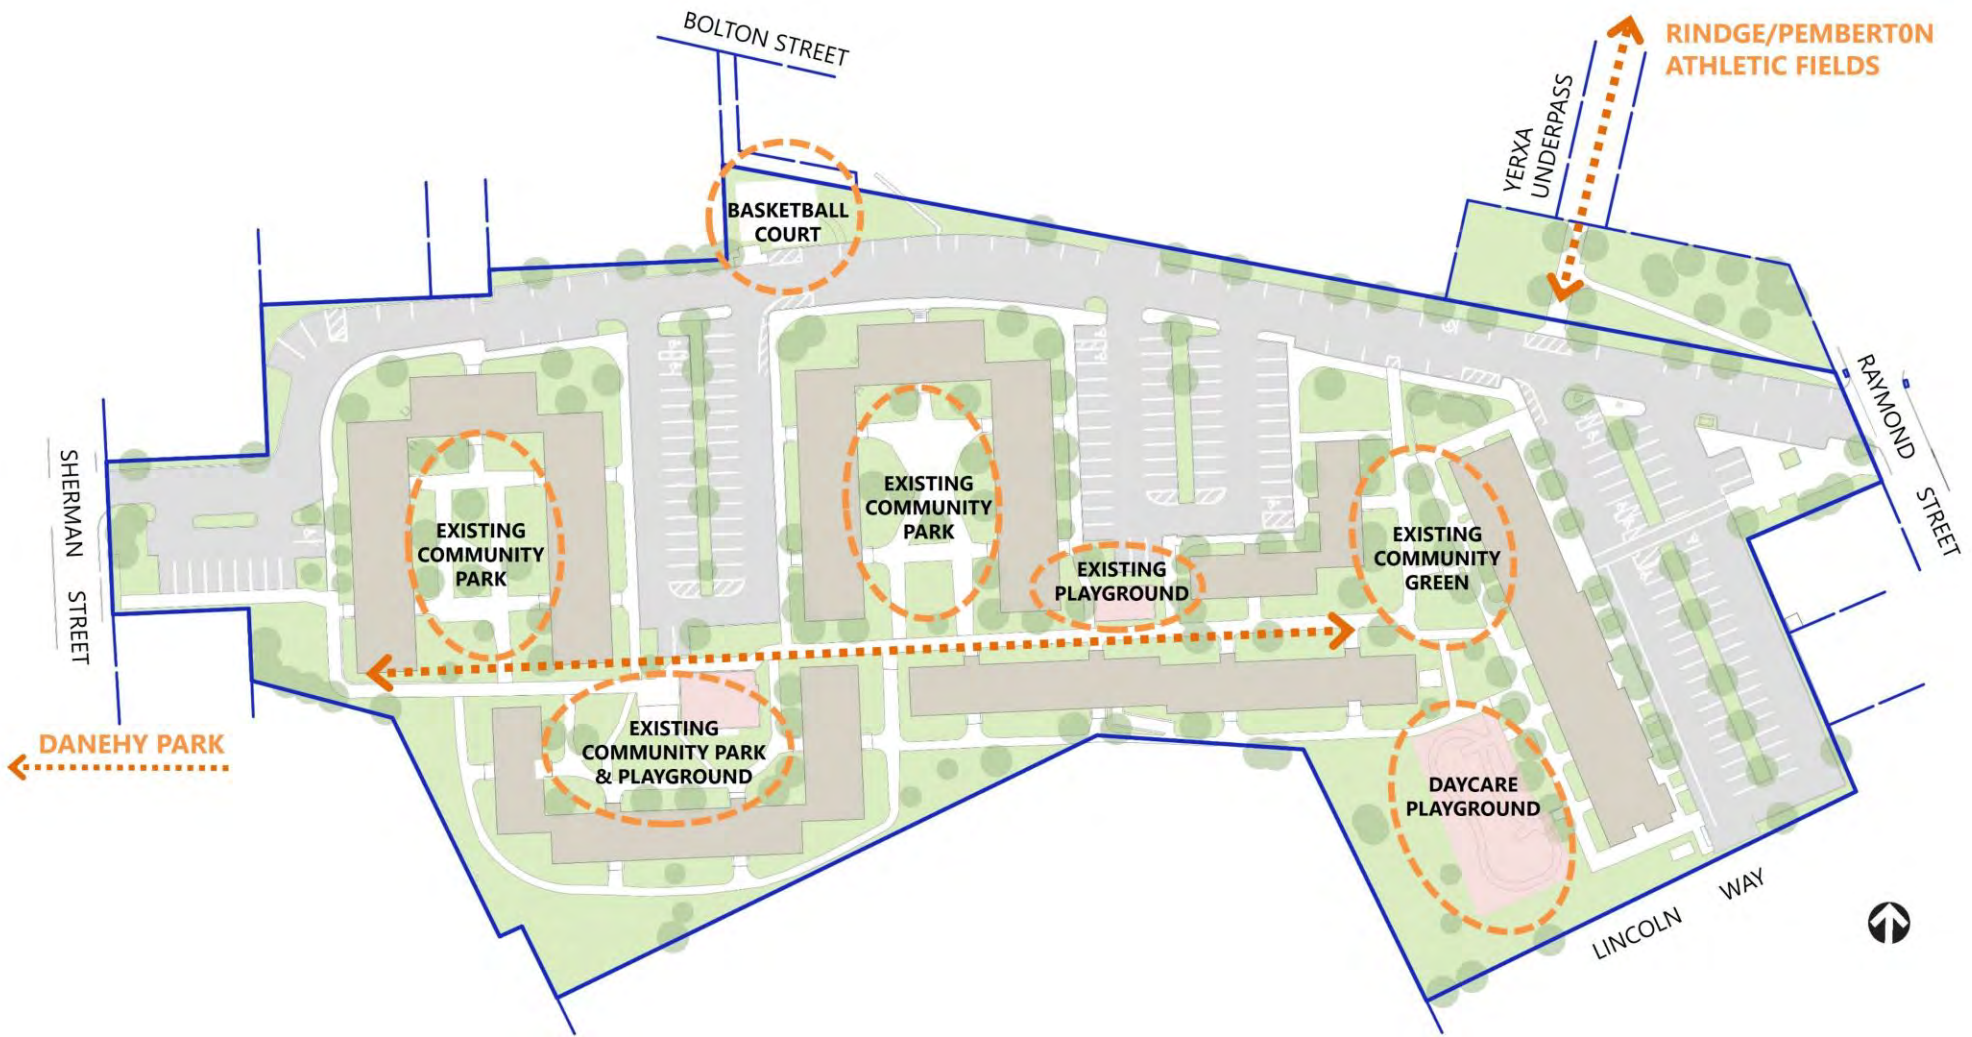 BOLTON STREET
RINDGE/PEMBERT0N
ATHLETIC FIELDS
YERXA
UNDERPASS
BASKETBALL
COURT
RAYMOND STREET
SHERMAN STREET
EXISTING
COMMUNITY
PARK
EXISTING
COMMUNITY
PARK
EXISTING
PLAYGROUND
EXISTING
COMMUNITY
GREEN
DANEHY PARK
EXISTING
COMMUNITY PARK
& PLAYGROUND
DAYCARE
PLAYGROUND
LINCOLN WAY